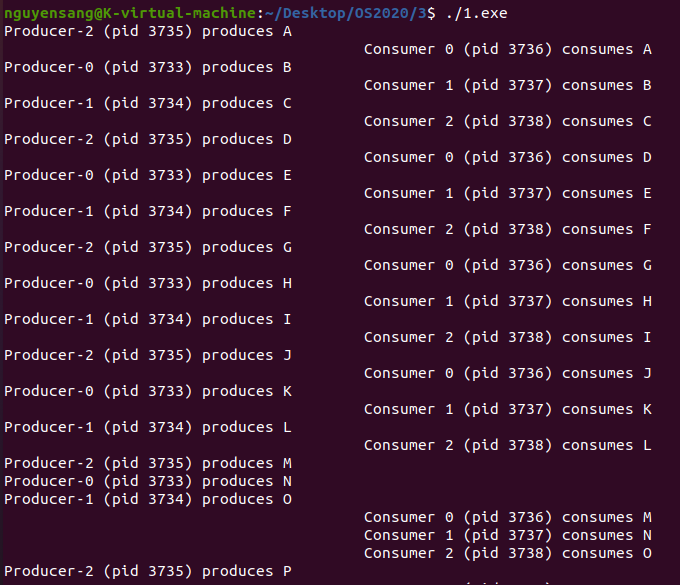 nguyensang@K-virtual-machine:~/Desktop/OS2020/3$ ./1.exe
Producer-2 (pid 3735) produces A
Consumer 0 (pid 3736) consumes A
Producer-0 (pid 3733) produces B
Consumer 1 (pid 3737) consumes B
Producer-1 (pid 3734) produces C
Consumer 2 (pid 3738) consumes C
Producer-2 (pid 3735) produces D
Consumer 0 (pid 3736) consumes D
Producer-0 (pid 3733) produces E
Consumer 1 (pid 3737) consumes E
Producer-1 (pid 3734) produces F
Consumer 2 (pid 3738) consumes F
Producer-2 (pid 3735) produces G
Consumer 0 (pid 3736) consumes G
Producer-0 (pid 3733) produces H
Consumer 1 (pid 3737) consumes H
Producer-1 (pid 3734) produces I
Consumer 2 (pid 3738) consumes I
Producer-2 (pid 3735) produces J
Consumer 0 (pid 3736) consumes J
Producer-0 (pid 3733) produces K
Consumer 1 (pid 3737) consumes K
Producer-1 (pid 3734) produces L
Consumer 2 (pid 3738) consumes L
Producer-2 (pid 3735) produces M
Producer-0 (pid 3733) produces N
Producer-1 (pid 3734) produces O
Consumer 0 (pid 3736) consumes M
Consumer 1 (pid 3737) consumes N
Consumer 2 (pid 3738) consumes O
Producer-2 (pid 3735) produces P